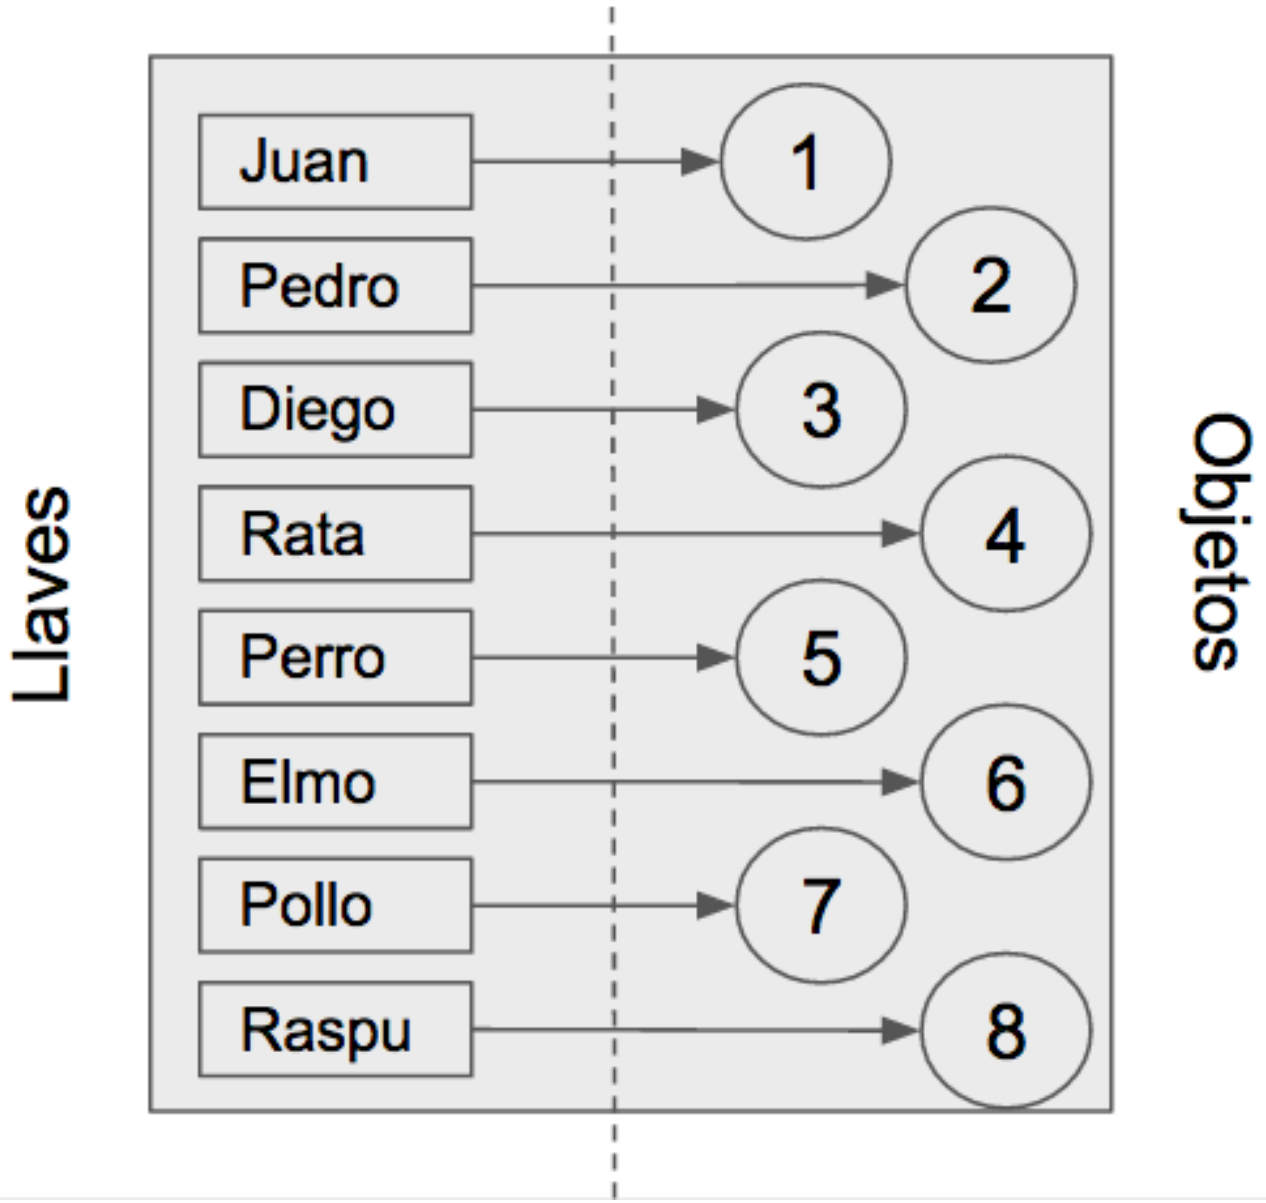 Llaves
Juan
1
Pedro
2
Diego
3
Rata
4
Perro
5
Elmo
6
Pollo
7
Raspu
8
Objetos